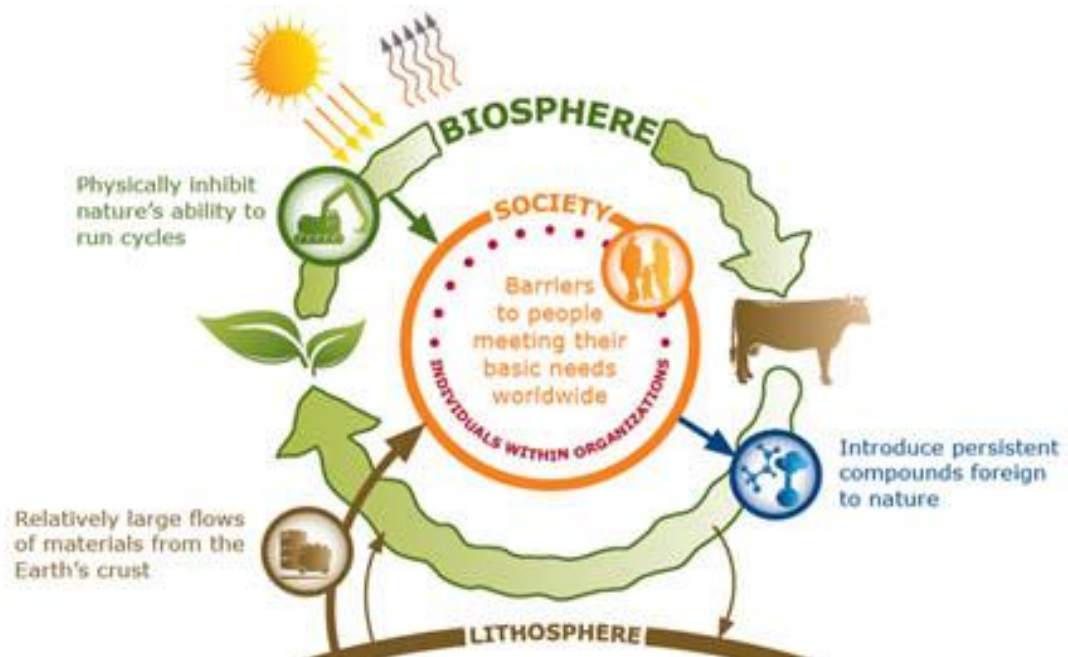 BIOSPHERE
Physically inhibit
nature's ability to
run cycles
SOCIETY
Barriers
to people
meeting their
basic needs
worldwide
INDIVIDUALS WITHIN ORGANIZATIONS
Introduce persistent
compounds foreign
to nature
Relatively large flows
of materials from the
Earth's crust
LITHOSPHERE